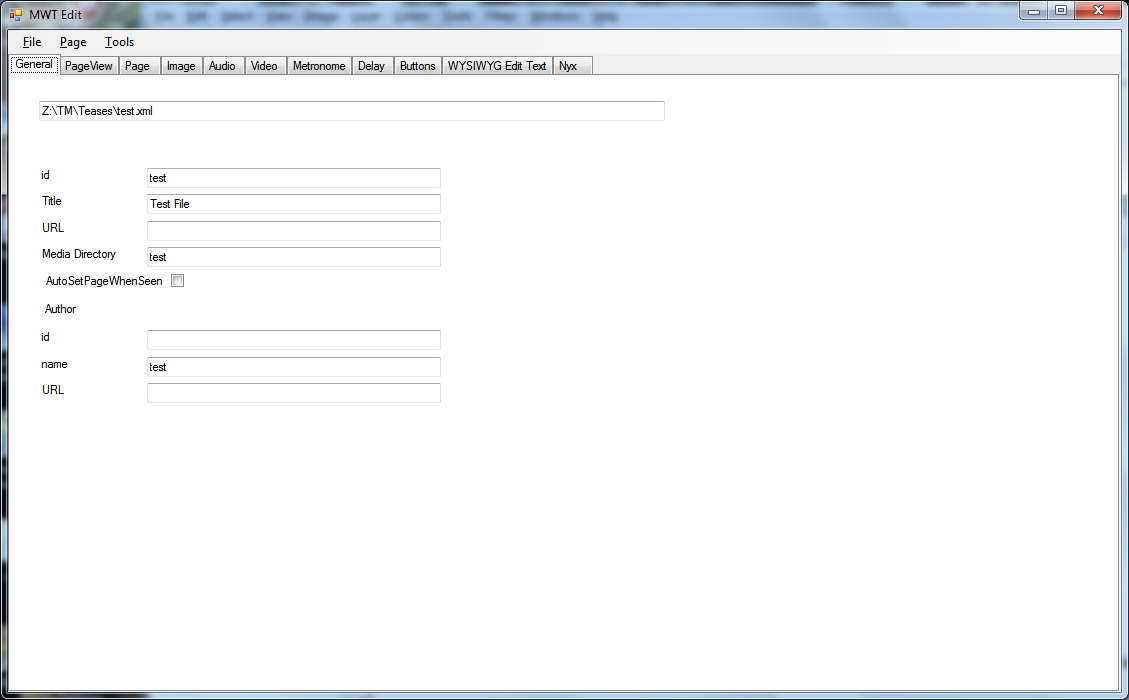 MWT Edit
File Page Tools
General PageView Page Image Audio Video Metronome Delay Buttons WYSIWYG Edit Text Nyx
Z:\TM\Teases\test.xml
id test
Title Test File
URL
Media Directory test
AutoSetPageWhenSeen
Author
id
name test
URL